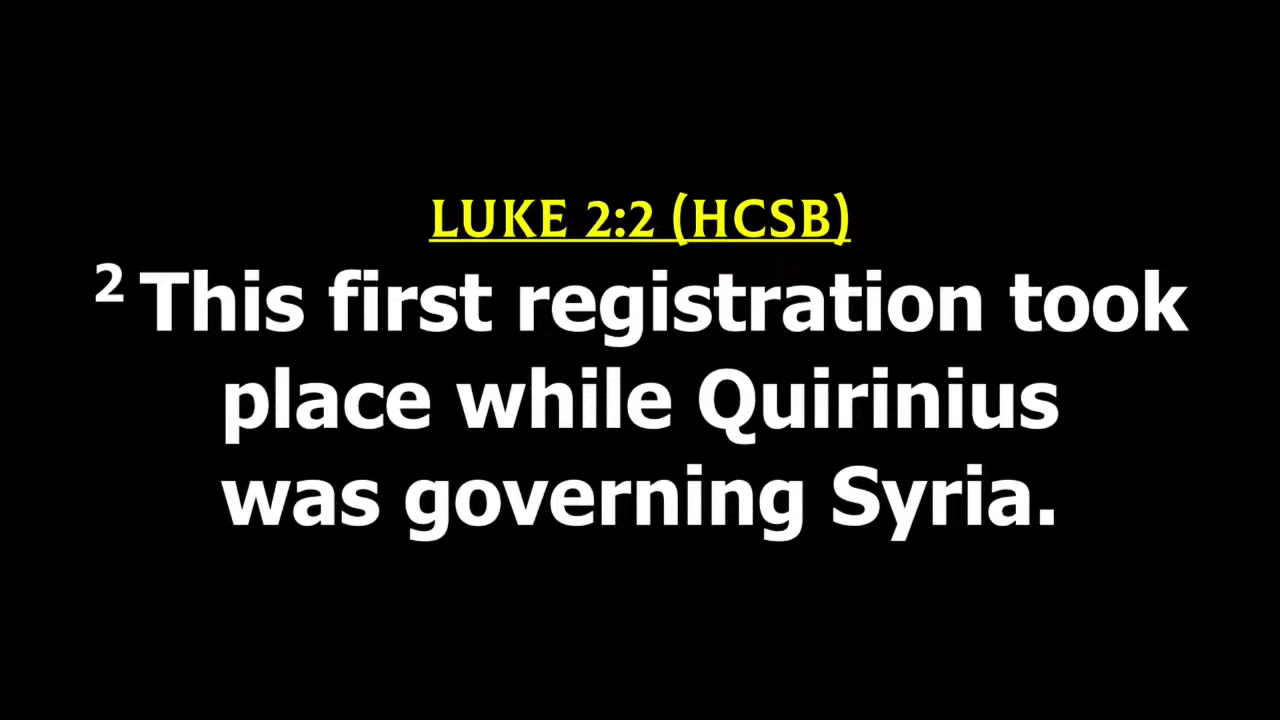 LUKE 2:2 (HCSB)
2 This first registration took
place while Quirinius
was governing Syria.